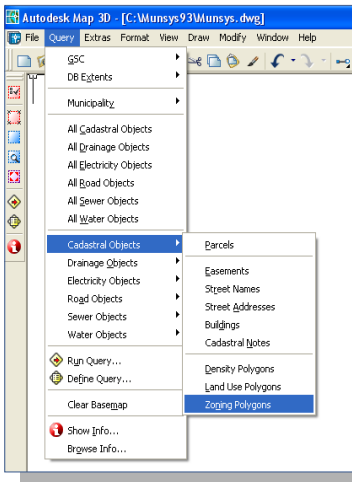 Autodesk Map 3D - [C:\Munsys93\Munsys.dwg]
File Query Extras Format View Draw Modify Window Help
GSC
DB Extents
Municipality
All Cadastral Objects
All Drainage Objects
All Electricity Objects
All Road Objects
All Sewer Objects
All Water Objects
Cadastral Objects
Drainage Objects
Electricity Objects
Road Objects
Sewer Objects
Water Objects
Run Query...
Define Query...
Clear Basemap
Show Info...
Browse Info...
Parcels
Easements
Street Names
Street Addresses
Buildings
Cadastral Notes
Density Polygons
Land Use Polygons
Zoning Polygons